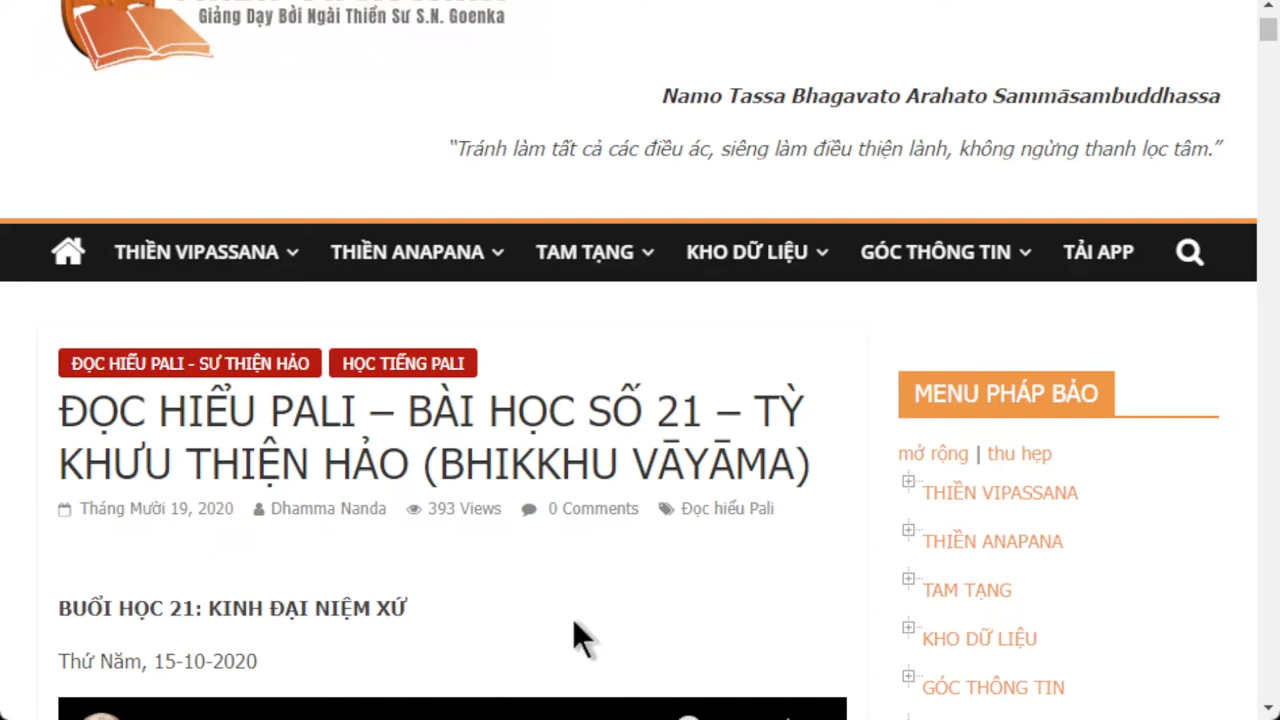 Giảng Dạy Bởi Ngài Thiền Sư S.N. Goenka
Namo Tassa Bhagavato Arahato Sammāsambuddhassa
“Tránh làm tất cả các điều ác, siêng làm điều thiện lành, không ngừng thanh lọc tâm.”
THIỀN VIPASSANA THIỀN ANAPANA TAM TẠNG KHO DỮ LIỆU GÓC THÔNG TIN TẢI APP
ĐỌC HIỂU PALI - SƯ THIỆN HẢO HỌC TIẾNG PALI
ĐỌC HIỂU PALI – BÀI HỌC SỐ 21 – TỲ
KHƯU THIỆN HẢO (BHIKKHU VĀYĀMA)
Tháng Mười 19, 2020 Dhamma Nanda 393 Views 0 Comments Đọc hiểu Pali
BUỔI HỌC 21: KINH ĐẠI NIỆM XỨ
Thứ Năm, 15-10-2020
MENU PHÁP BẢO
mở rộng | thu hẹp
THIỀN VIPASSANA
THIỀN ANAPANA
TAM TẠNG
KHO DỮ LIỆU
GÓC THÔNG TIN